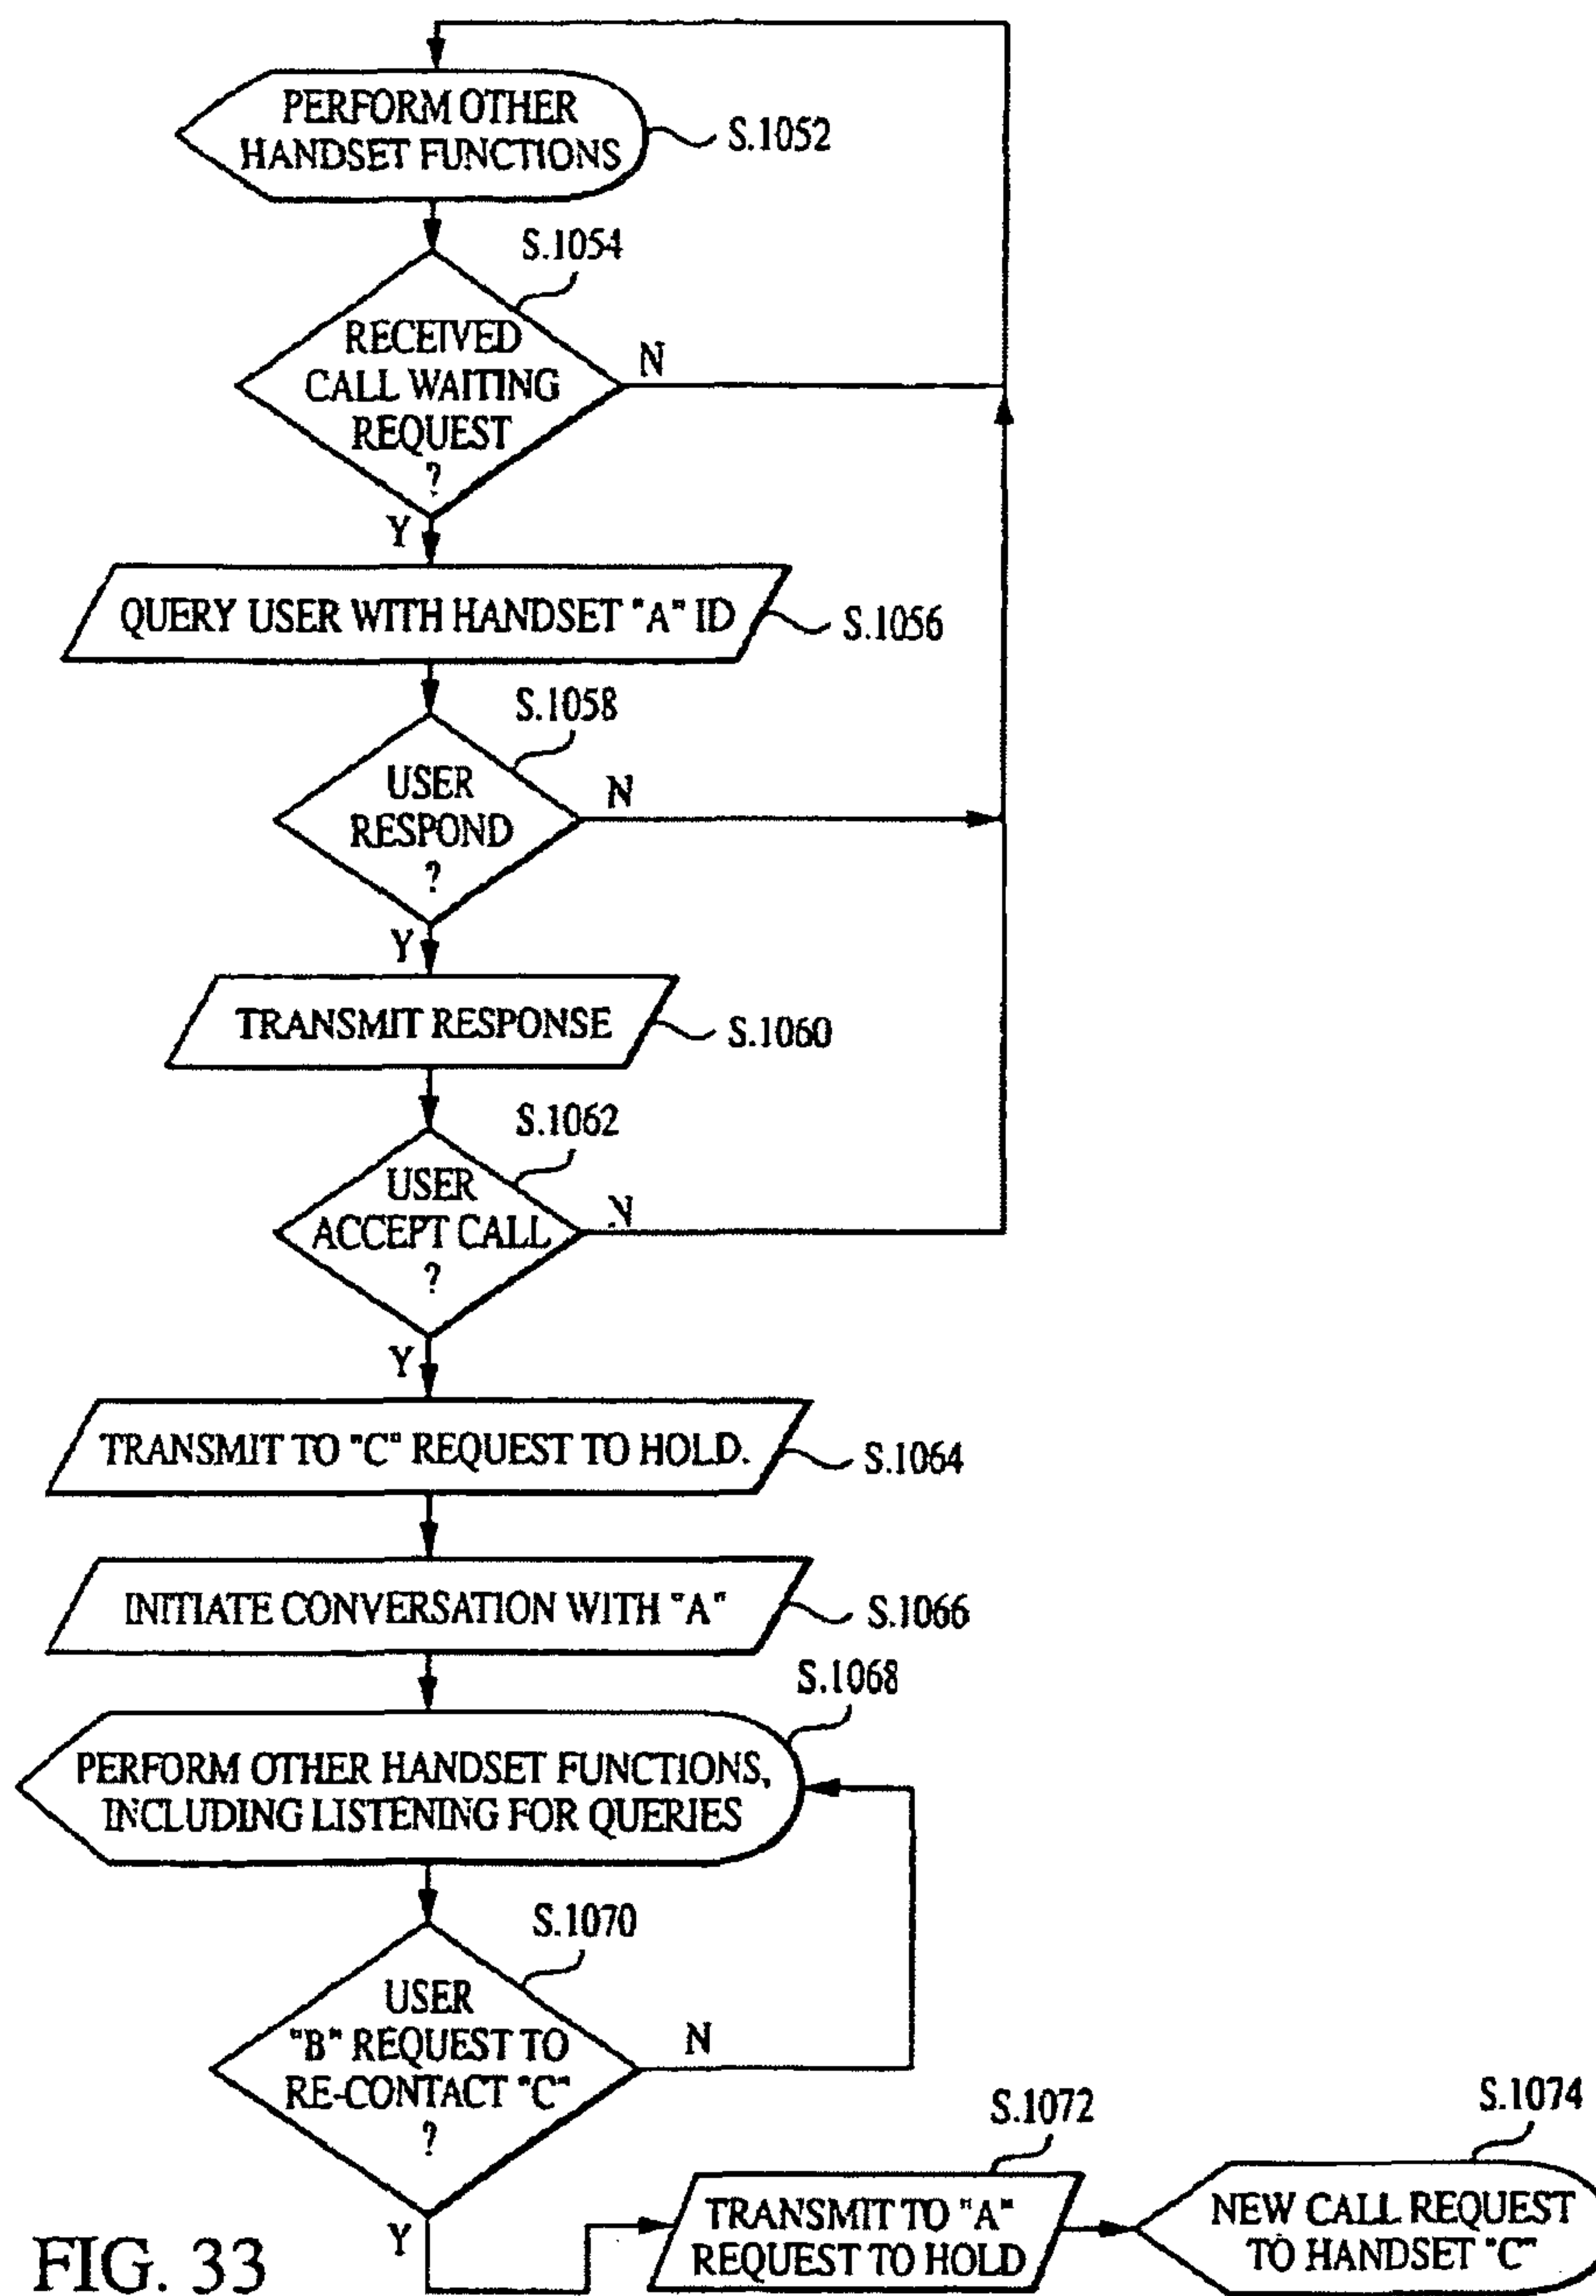 PERFORM OTHER
HANDSET FUNCTIONS
S.1052
S.1054
RECEIVED
CALL WAITING
REQUEST
?
N
Y
QUERY USER WITH HANDSET "A" ID
S.1056
S.1058
USER
RESPOND
?
N
Y
TRANSMIT RESPONSE
S.1060
S.1062
USER
ACCEPT CALL
?
N
Y
TRANSMIT TO "C" REQUEST TO HOLD.
S.1064
INITIATE CONVERSATION WITH "A"
S.1066
S.1068
PERFORM OTHER HANDSET FUNCTIONS,
INCLUDING LISTENING FOR QUERIES
S.1070
USER
"B" REQUEST TO
RE-CONTACT "C"
?
N
Y
S.1072
TRANSMIT TO "A"
REQUEST TO HOLD
S.1074
NEW CALL REQUEST
TO HANDSET "C"
FIG. 33